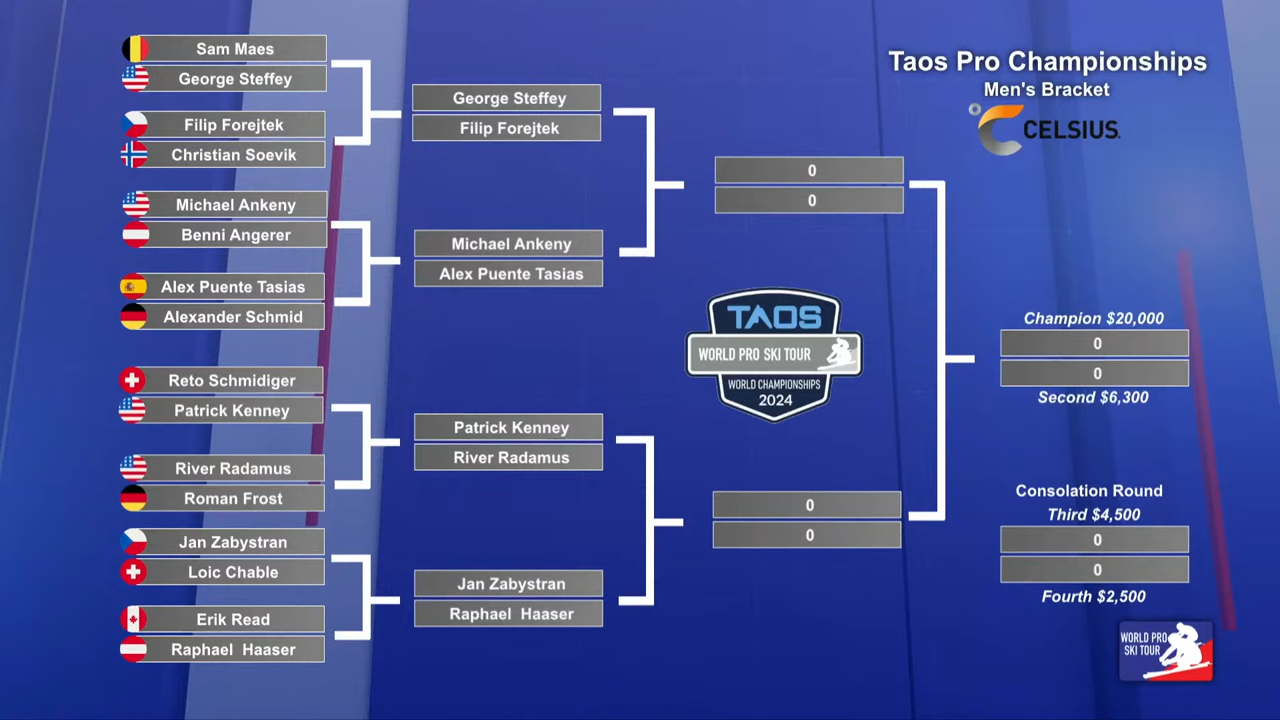 Taos Pro Championships
Men's Bracket
CELSIUS
Sam Maes
George Steffey
Filip Forejtek
Christian Soevik
Michael Ankeny
Benni Angerer
Alex Puente Tasias
Alexander Schmid
Reto Schmidiger
Patrick Kenney
River Radamus
Roman Frost
Jan Zabystran
Loic Chable
Erik Read
Raphael Haaser
George Steffey
Filip Forejtek
Michael Ankeny
Alex Puente Tasias
Patrick Kenney
River Radamus
Jan Zabystran
Raphael Haaser
0
0
TAOS
WORLD PRO SKI TOUR
WORLD CHAMPIONSHIPS
2024
0
0
Champion $20,000
0
0
Second $6,300
Consolation Round
Third $4,500
0
0
Fourth $2,500
WORLD PRO
SKI TOUR